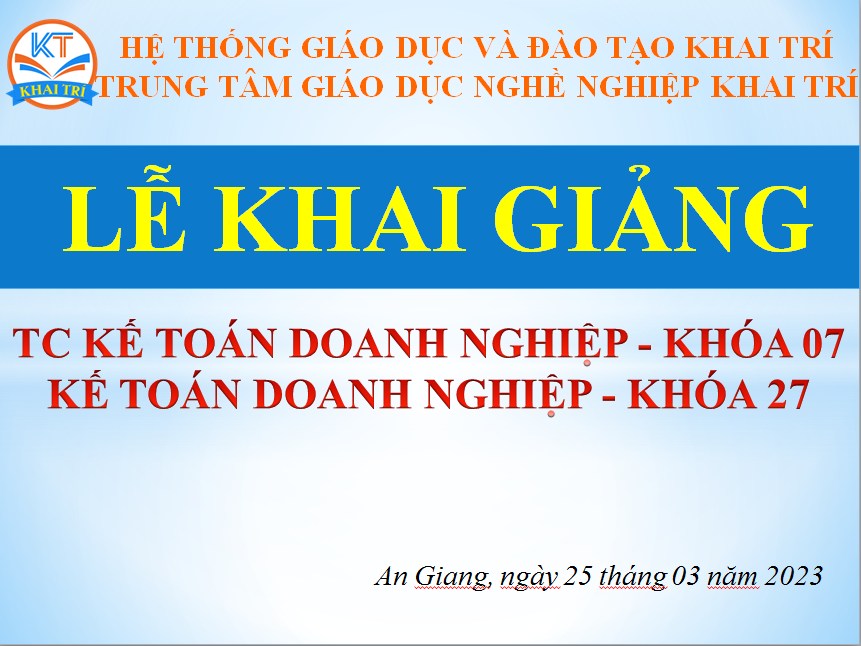 KT
KHAI TRÍ
HỆ THỐNG GIÁO DỤC VÀ ĐÀO TẠO KHAI TRÍ
TRUNG TÂM GIÁO DỤC NGHỀ NGHIỆP KHAI TRÍ
LỄ KHAI GIẢNG
TC KẾ TOÁN DOANH NGHIỆP - KHÓA 07
KẾ TOÁN DOANH NGHIỆP - KHÓA 27
An Giang, ngày 25 tháng 03 năm 2023